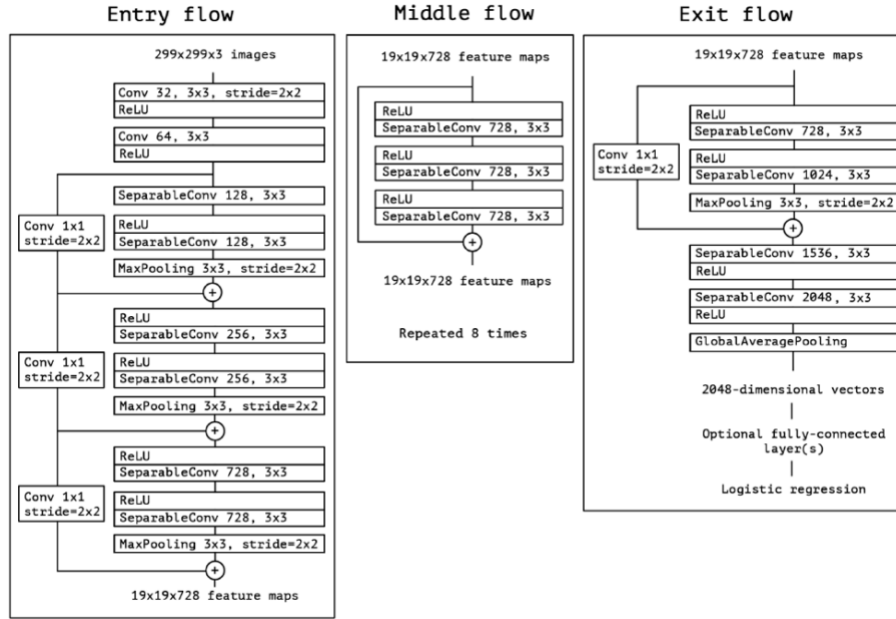 Entry flow
299x299x3 images
Conv 32, 3x3, stride=2x2
ReLU
Conv 64, 3x3
ReLU
SeparableConv 128, 3x3
Conv 1x1
stride=2x2
ReLU
SeparableConv 128, 3x3
MaxPooling 3x3, stride=2x2
+
ReLU
SeparableConv 256, 3x3
Conv 1x1
stride=2x2
ReLU
SeparableConv 256, 3x3
MaxPooling 3x3, stride=2x2
+
ReLU
SeparableConv 728, 3x3
Conv 1x1
stride=2x2
ReLU
SeparableConv 728, 3x3
MaxPooling 3x3, stride=2x2
+
19x19x728 feature maps
Middle flow
19x19x728 feature maps
ReLU
SeparableConv 728, 3x3
ReLU
SeparableConv 728, 3x3
ReLU
SeparableConv 728, 3x3
+
19x19x728 feature maps
Repeated 8 times
Exit flow
19x19x728 feature maps
ReLU
SeparableConv 728, 3x3
Conv 1x1
stride=2x2
ReLU
SeparableConv 1024, 3x3
MaxPooling 3x3, stride=2x2
+
SeparableConv 1536, 3x3
ReLU
SeparableConv 2048, 3x3
ReLU
GlobalAveragePooling
2048-dimensional vectors
Optional fully-connected
layer(s)
Logistic regression